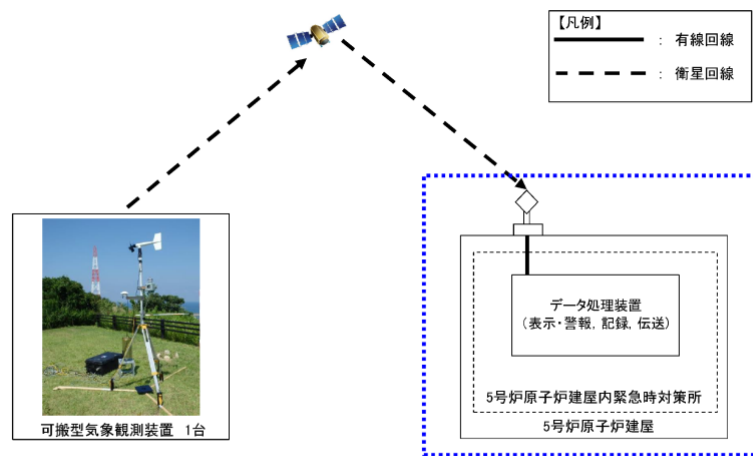 【凡例】
： 有線回線
： 衛星回線
データ処理装置
（表示・警報, 記録, 伝送）
5号炉原子炉建屋内緊急時対策所
5号炉原子炉建屋
可搬型気象観測装置 1台